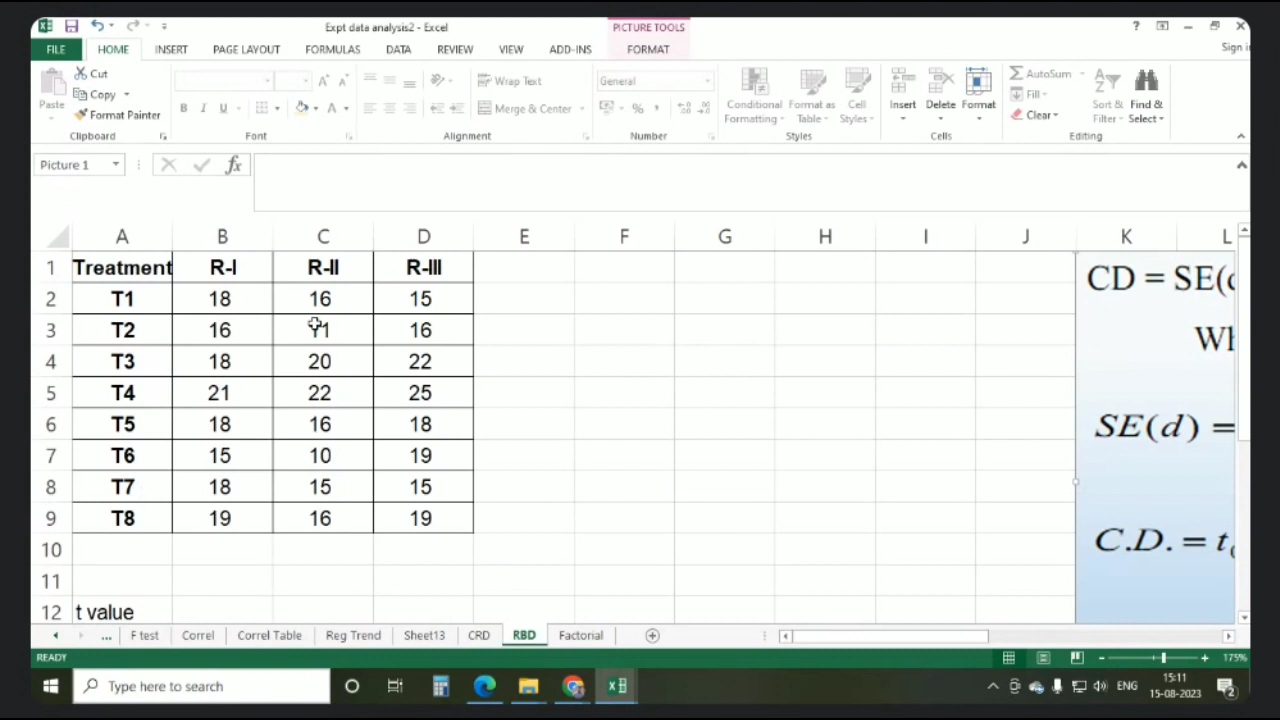 Expt data analysis2 - Excel
PICTURE TOOLS
FILE HOME INSERT PAGE LAYOUT FORMULAS DATA REVIEW VIEW ADD-INS FORMAT
Sign
Paste
Cut
Copy
Format Painter
Wrap Text
Merge & Center
General
Conditional Formatting
Format as Table
Cell Styles
Insert
Delete
Format
AutoSum
Fill
Clear
Sort & Filter
Find & Select
Clipboard Font Alignment Number Styles Cells Editing
Picture 1
A B C D E F G H I J K L
1 Treatment R-I R-II R-III
2 T1 18 16 15
3 T2 16 16
4 T3 18 20 22
5 T4 21 22 25
6 T5 18 16 18
7 T6 15 10 19
8 T7 18 15 15
9 T8 19 16 19
10
11
12 t value
CD = SE(
SE(d) =
C.D. = t
... F test Correl Correl Table Reg Trend Sheet13 CRD RBD Factorial
READY
175%
Type here to search
ENG
15:11
15-08-2023
2